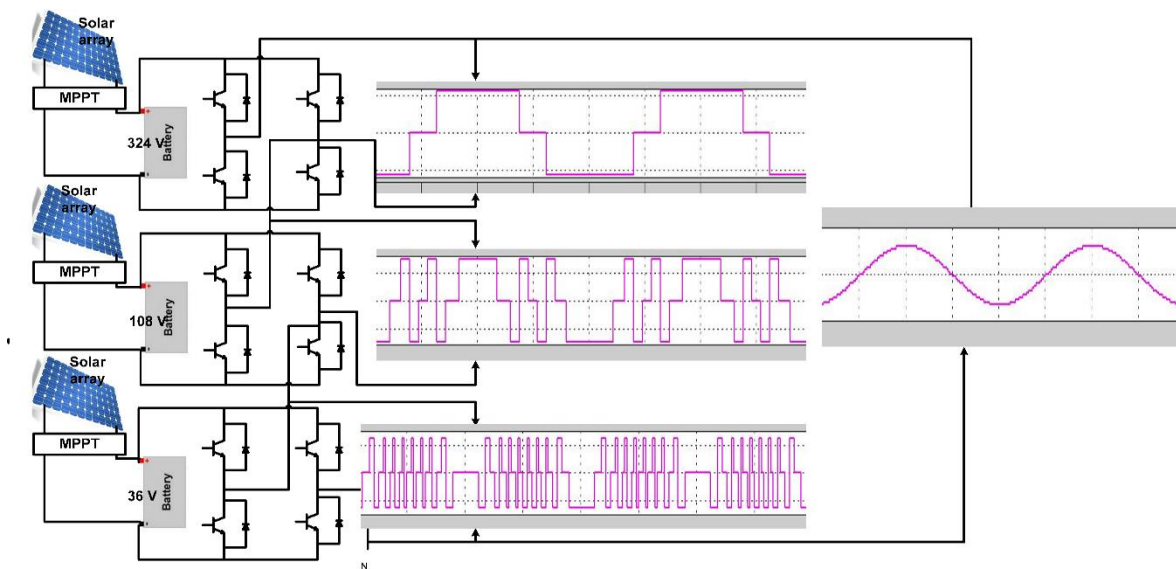 Solar
array
MPPT
324 V
Battery
Solar
array
MPPT
108 V
Battery
Solar
array
MPPT
36 V
Battery
N